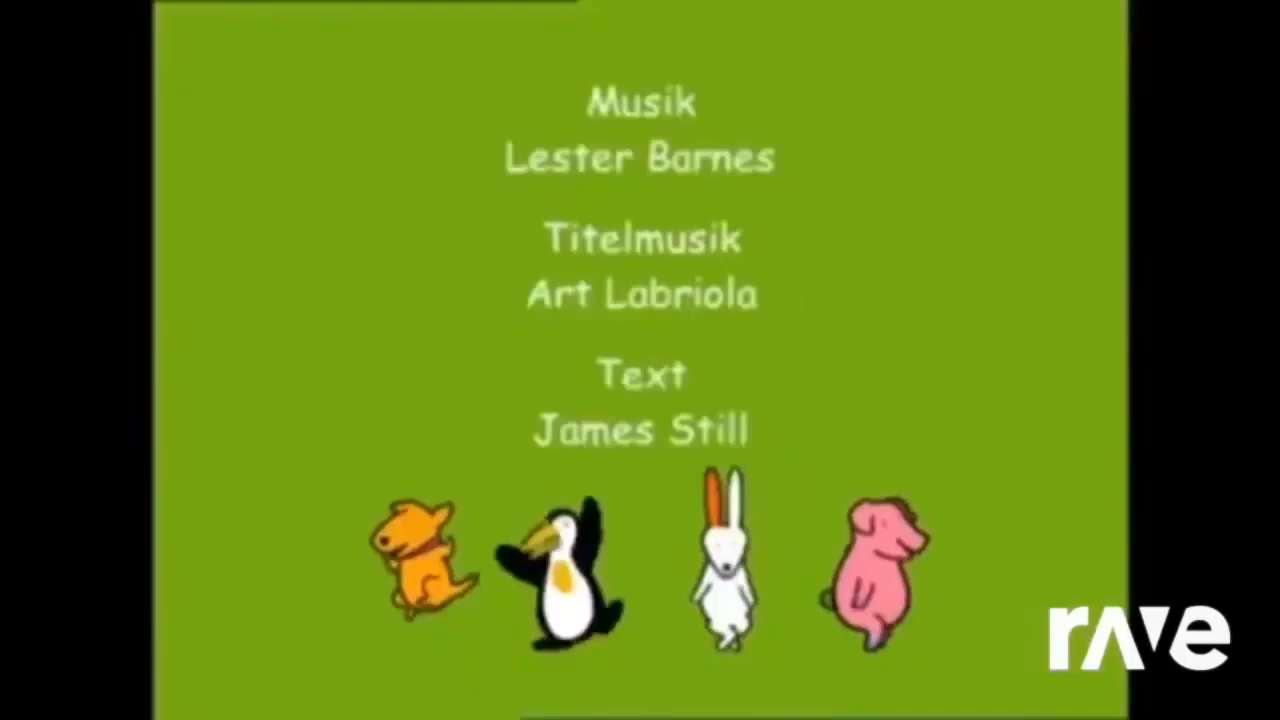 Musik
Lester Barnes
Titelmusik
Art Labriola
Text
James Still
rave